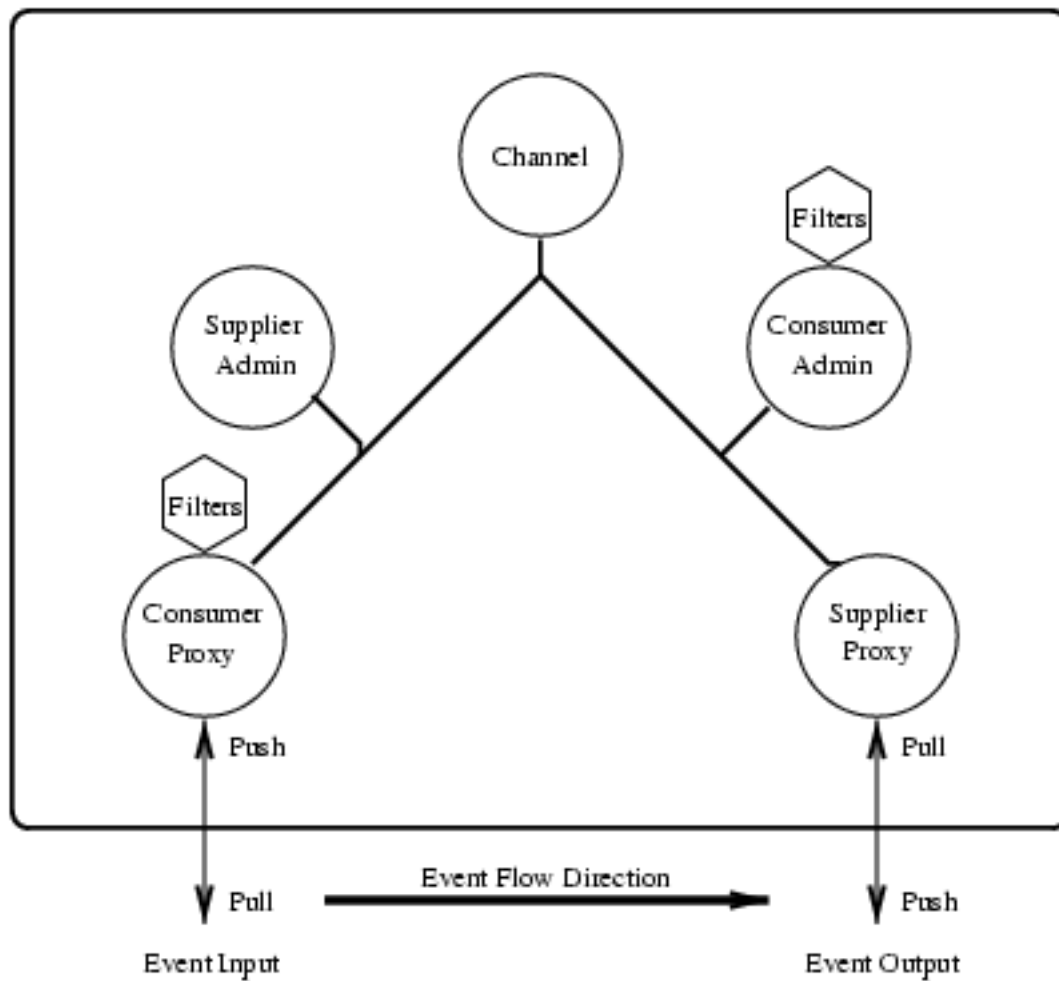 Channel
Filters
Supplier
Admin
Consumer
Admin
Filters
Consumer
Proxy
Supplier
Proxy
Push
Pull
Event Flow Direction
Pull
Push
Event Input
Event Output